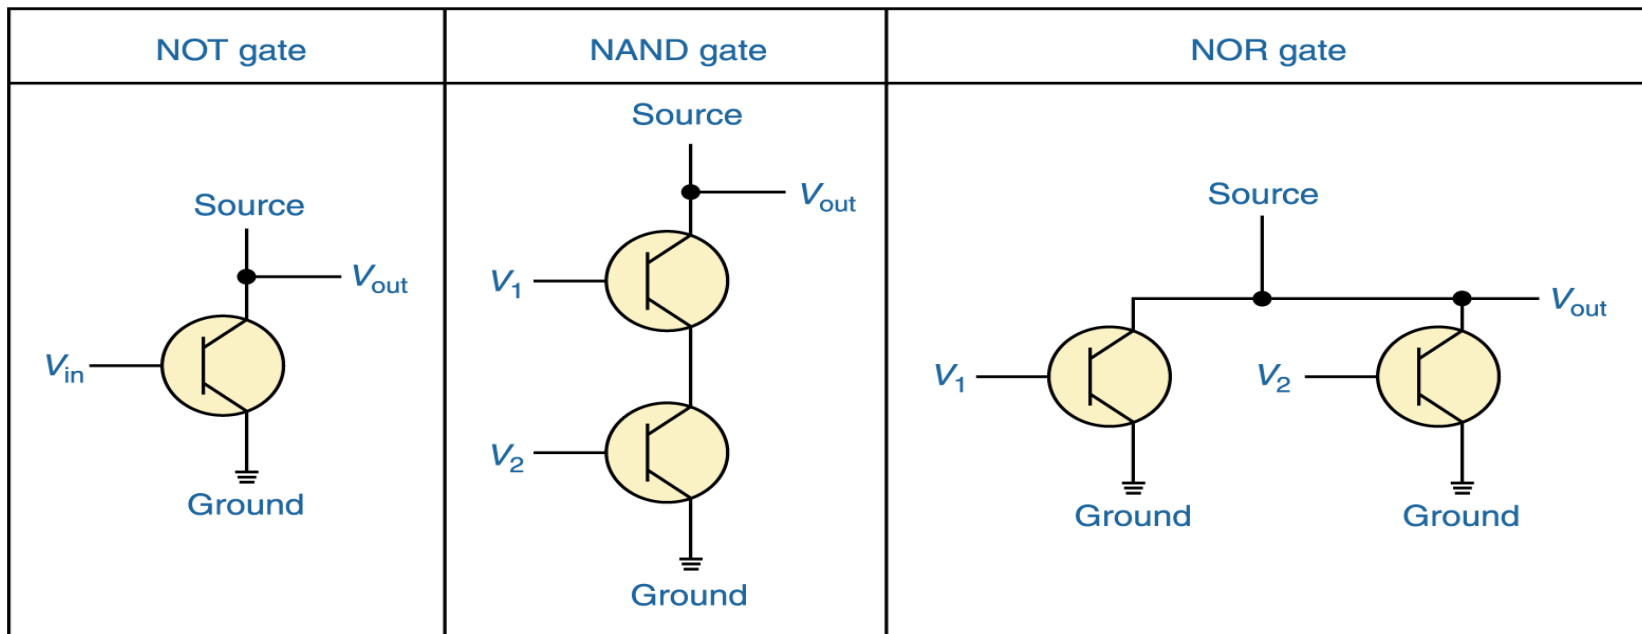 NOT gate
NAND gate
NOR gate
Source
Vout
Vin
Ground
Source
Vout
V1
V2
Ground
Source
Vout
V1
V2
Ground
Ground